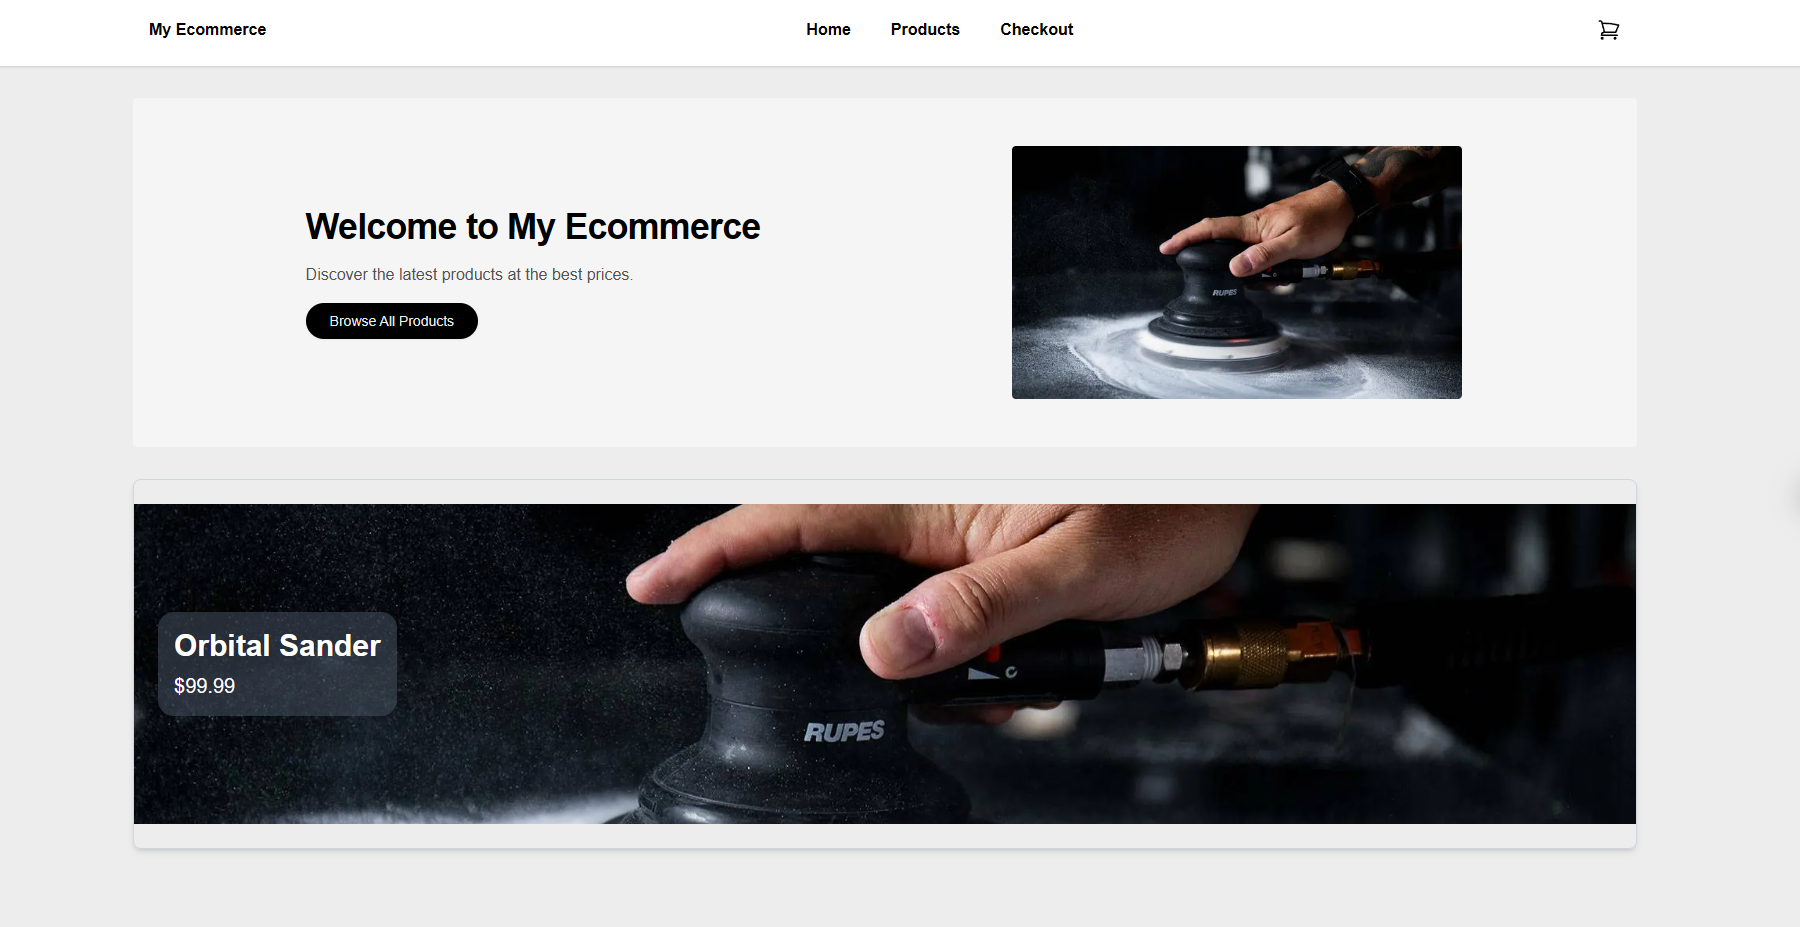 My Ecommerce
Home Products Checkout
Welcome to My Ecommerce
Discover the latest products at the best prices.
Browse All Products
RUPES
Orbital Sander
$99.99
RUPES